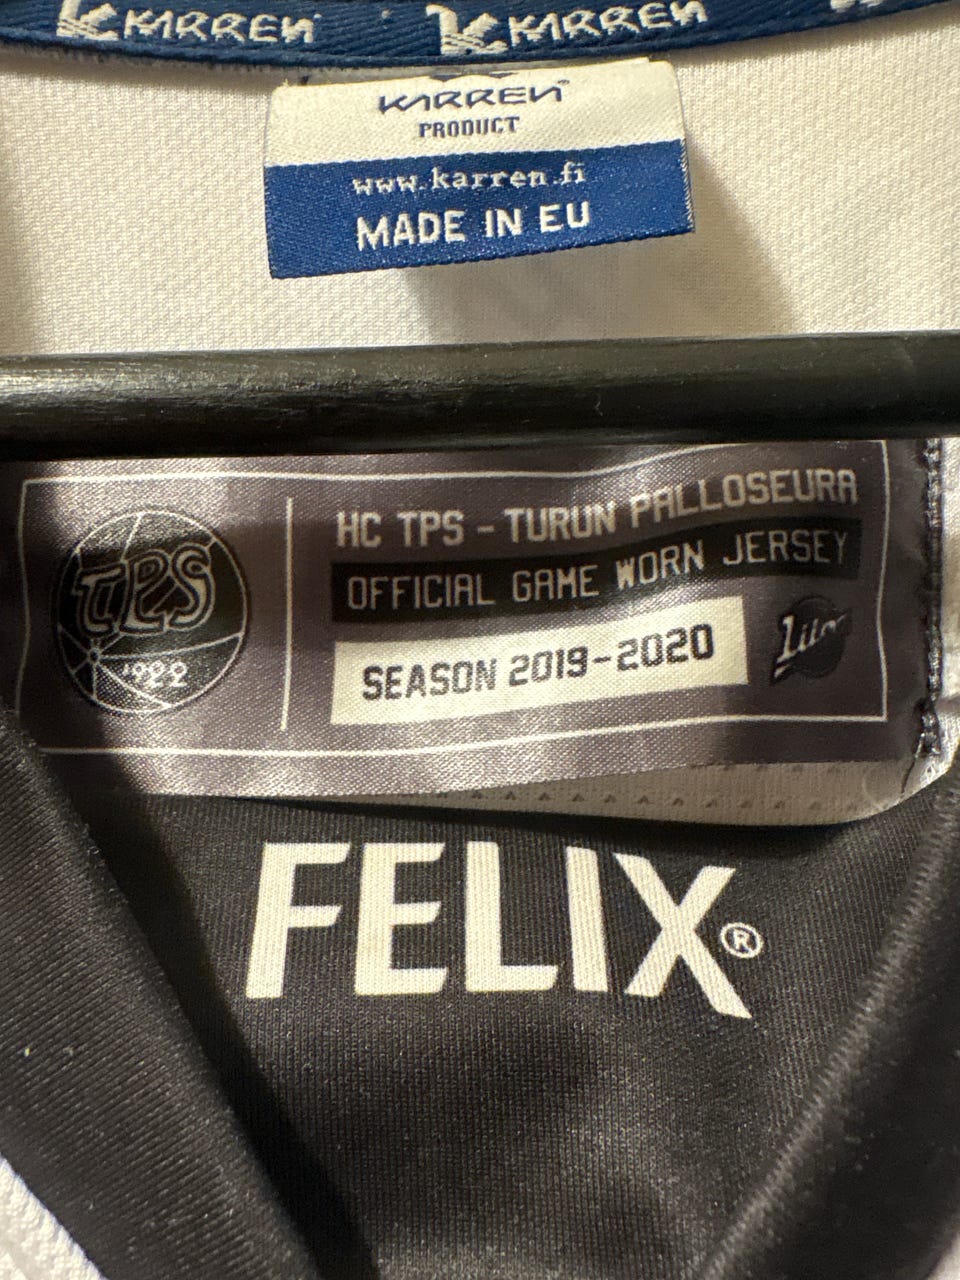 KARREN KARREN
KARREN®
PRODUCT
www.karren.fi
MADE IN EU
HC TPS - TURUN PALLOSEURA
OFFICIAL GAME WORN JERSEY
TPS
1922
SEASON 2019-2020
Liiga
FELIX®